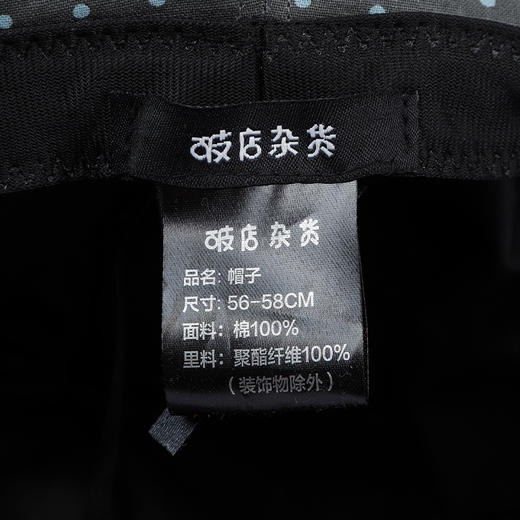 破店杂货
破店杂货
品名: 帽子
尺寸: 56-58CM
面料: 棉100%
里料: 聚酯纤维100%
（装饰物除外）